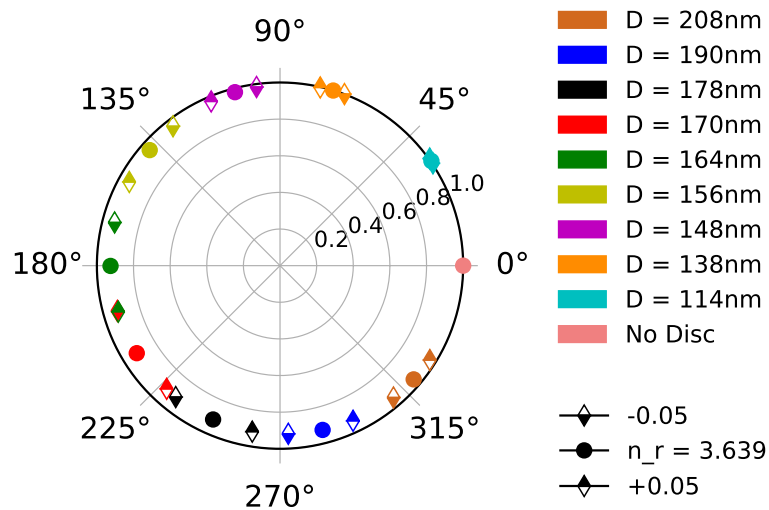 90°
135°
45°
180°
0°
225°
315°
270°
0.2
0.4
0.6
0.8
1.0
D = 208nm
D = 190nm
D = 178nm
D = 170nm
D = 164nm
D = 156nm
D = 148nm
D = 138nm
D = 114nm
No Disc
-0.05
n_r = 3.639
+0.05